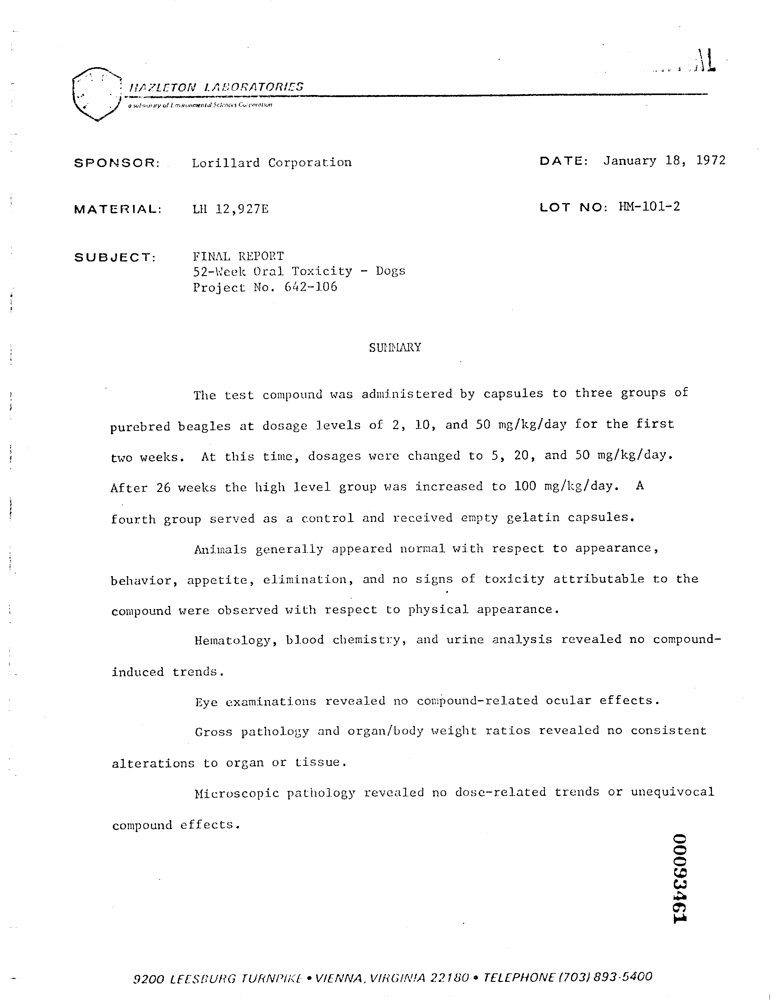 HAZLETON LABORATORIES
a subsidiary of Environmental Sciences Corporation
SPONSOR: Lorillard Corporation DATE: January 18, 1972
MATERIAL: LH 12,927E LOT NO: HM-101-2
SUBJECT: FINAL REPORT
52-Week Oral Toxicity - Dogs
Project No. 642-106
SUMMARY
The test compound was administered by capsules to three groups of
purebred beagles at dosage levels of 2, 10, and 50 mg/kg/day for the first
two weeks. At this time, dosages were changed to 5, 20, and 50 mg/kg/day.
After 26 weeks the high level group was increased to 100 mg/kg/day. A
fourth group served as a control and received empty gelatin capsules.
Animals generally appeared normal with respect to appearance,
behavior, appetite, elimination, and no signs of toxicity attributable to the
compound were observed with respect to physical appearance.
Hematology, blood chemistry, and urine analysis revealed no compound-
induced trends.
Eye examinations revealed no compound-related ocular effects.
Gross pathology and organ/body weight ratios revealed no consistent
alterations to organ or tissue.
Microscopic pathology revealed no dose-related trends or unequivocal
compound effects.
00093461
9200 LEESBURG TURNPIKE • VIENNA, VIRGINIA 22180 • TELEPHONE (703) 893-5400